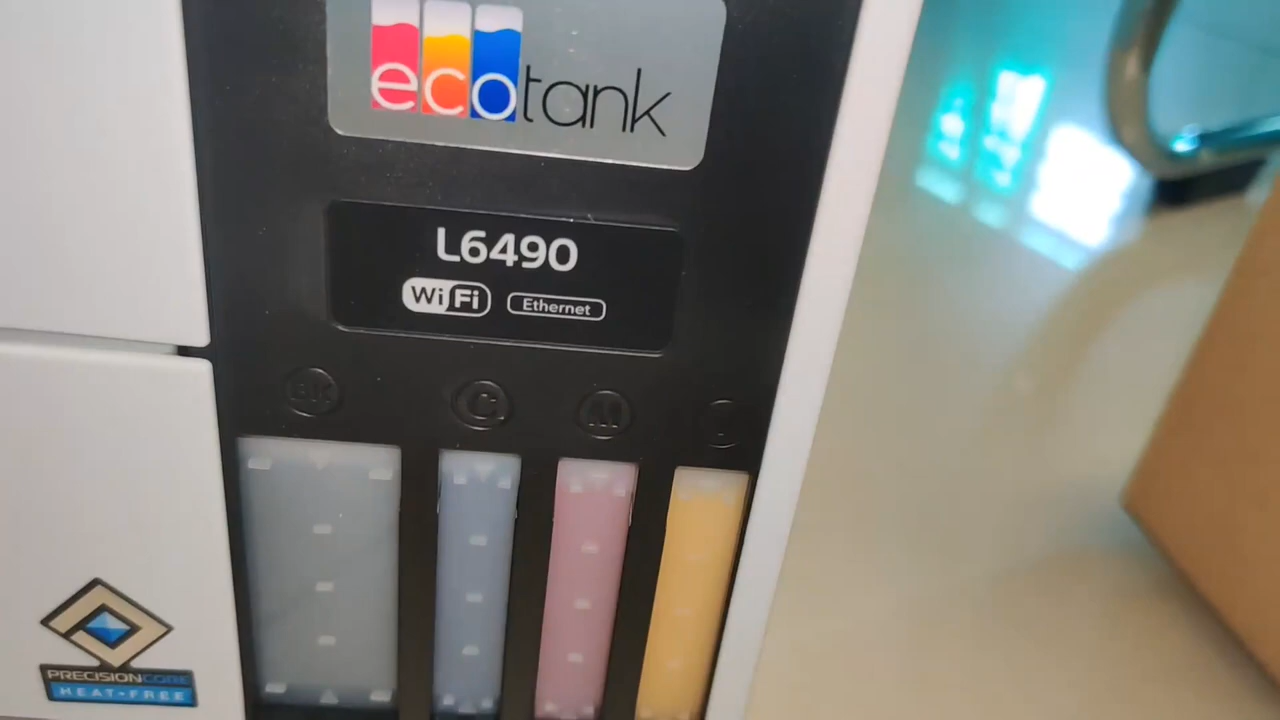 ecotank
L6490
WiFi Ethernet
BK C M
PRECISIONCORE
HEAT-FREE